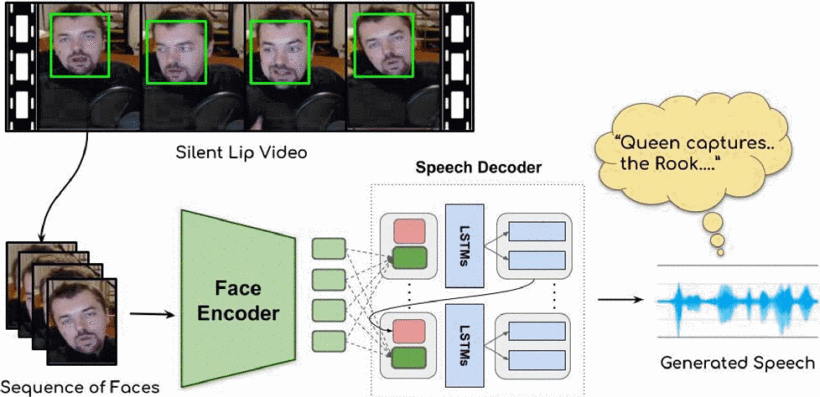 Silent Lip Video
Speech Decoder
"Queen captures..
the Rook...."
Face
Encoder
LSTMs
LSTMs
Sequence of Faces
Generated Speech